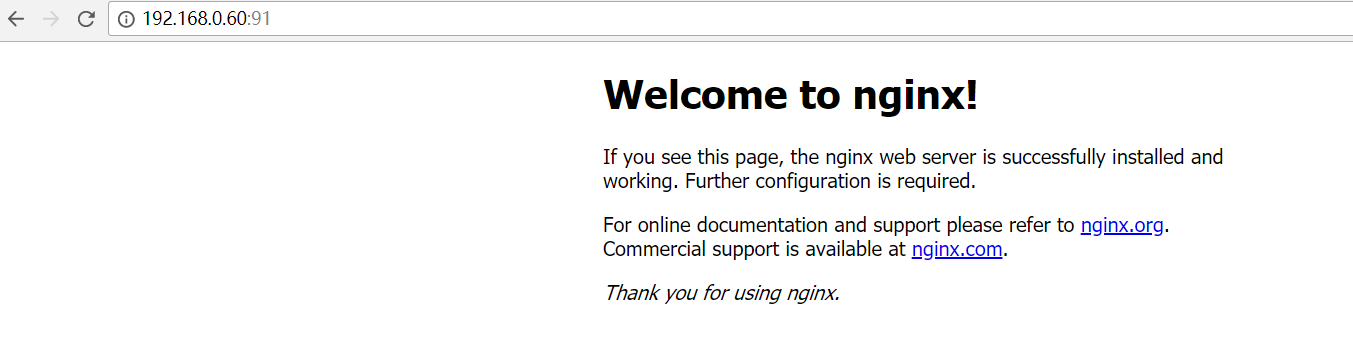 192.168.0.60:91
Welcome to nginx!
If you see this page, the nginx web server is successfully installed and
working. Further configuration is required.
For online documentation and support please refer to nginx.org.
Commercial support is available at nginx.com.
Thank you for using nginx.